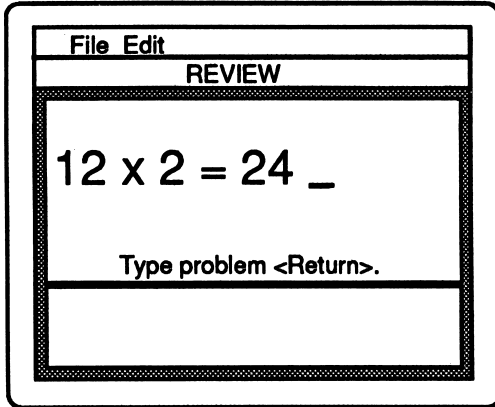 File Edit
REVIEW
12 x 2 = 24 _
Type problem <Return>.